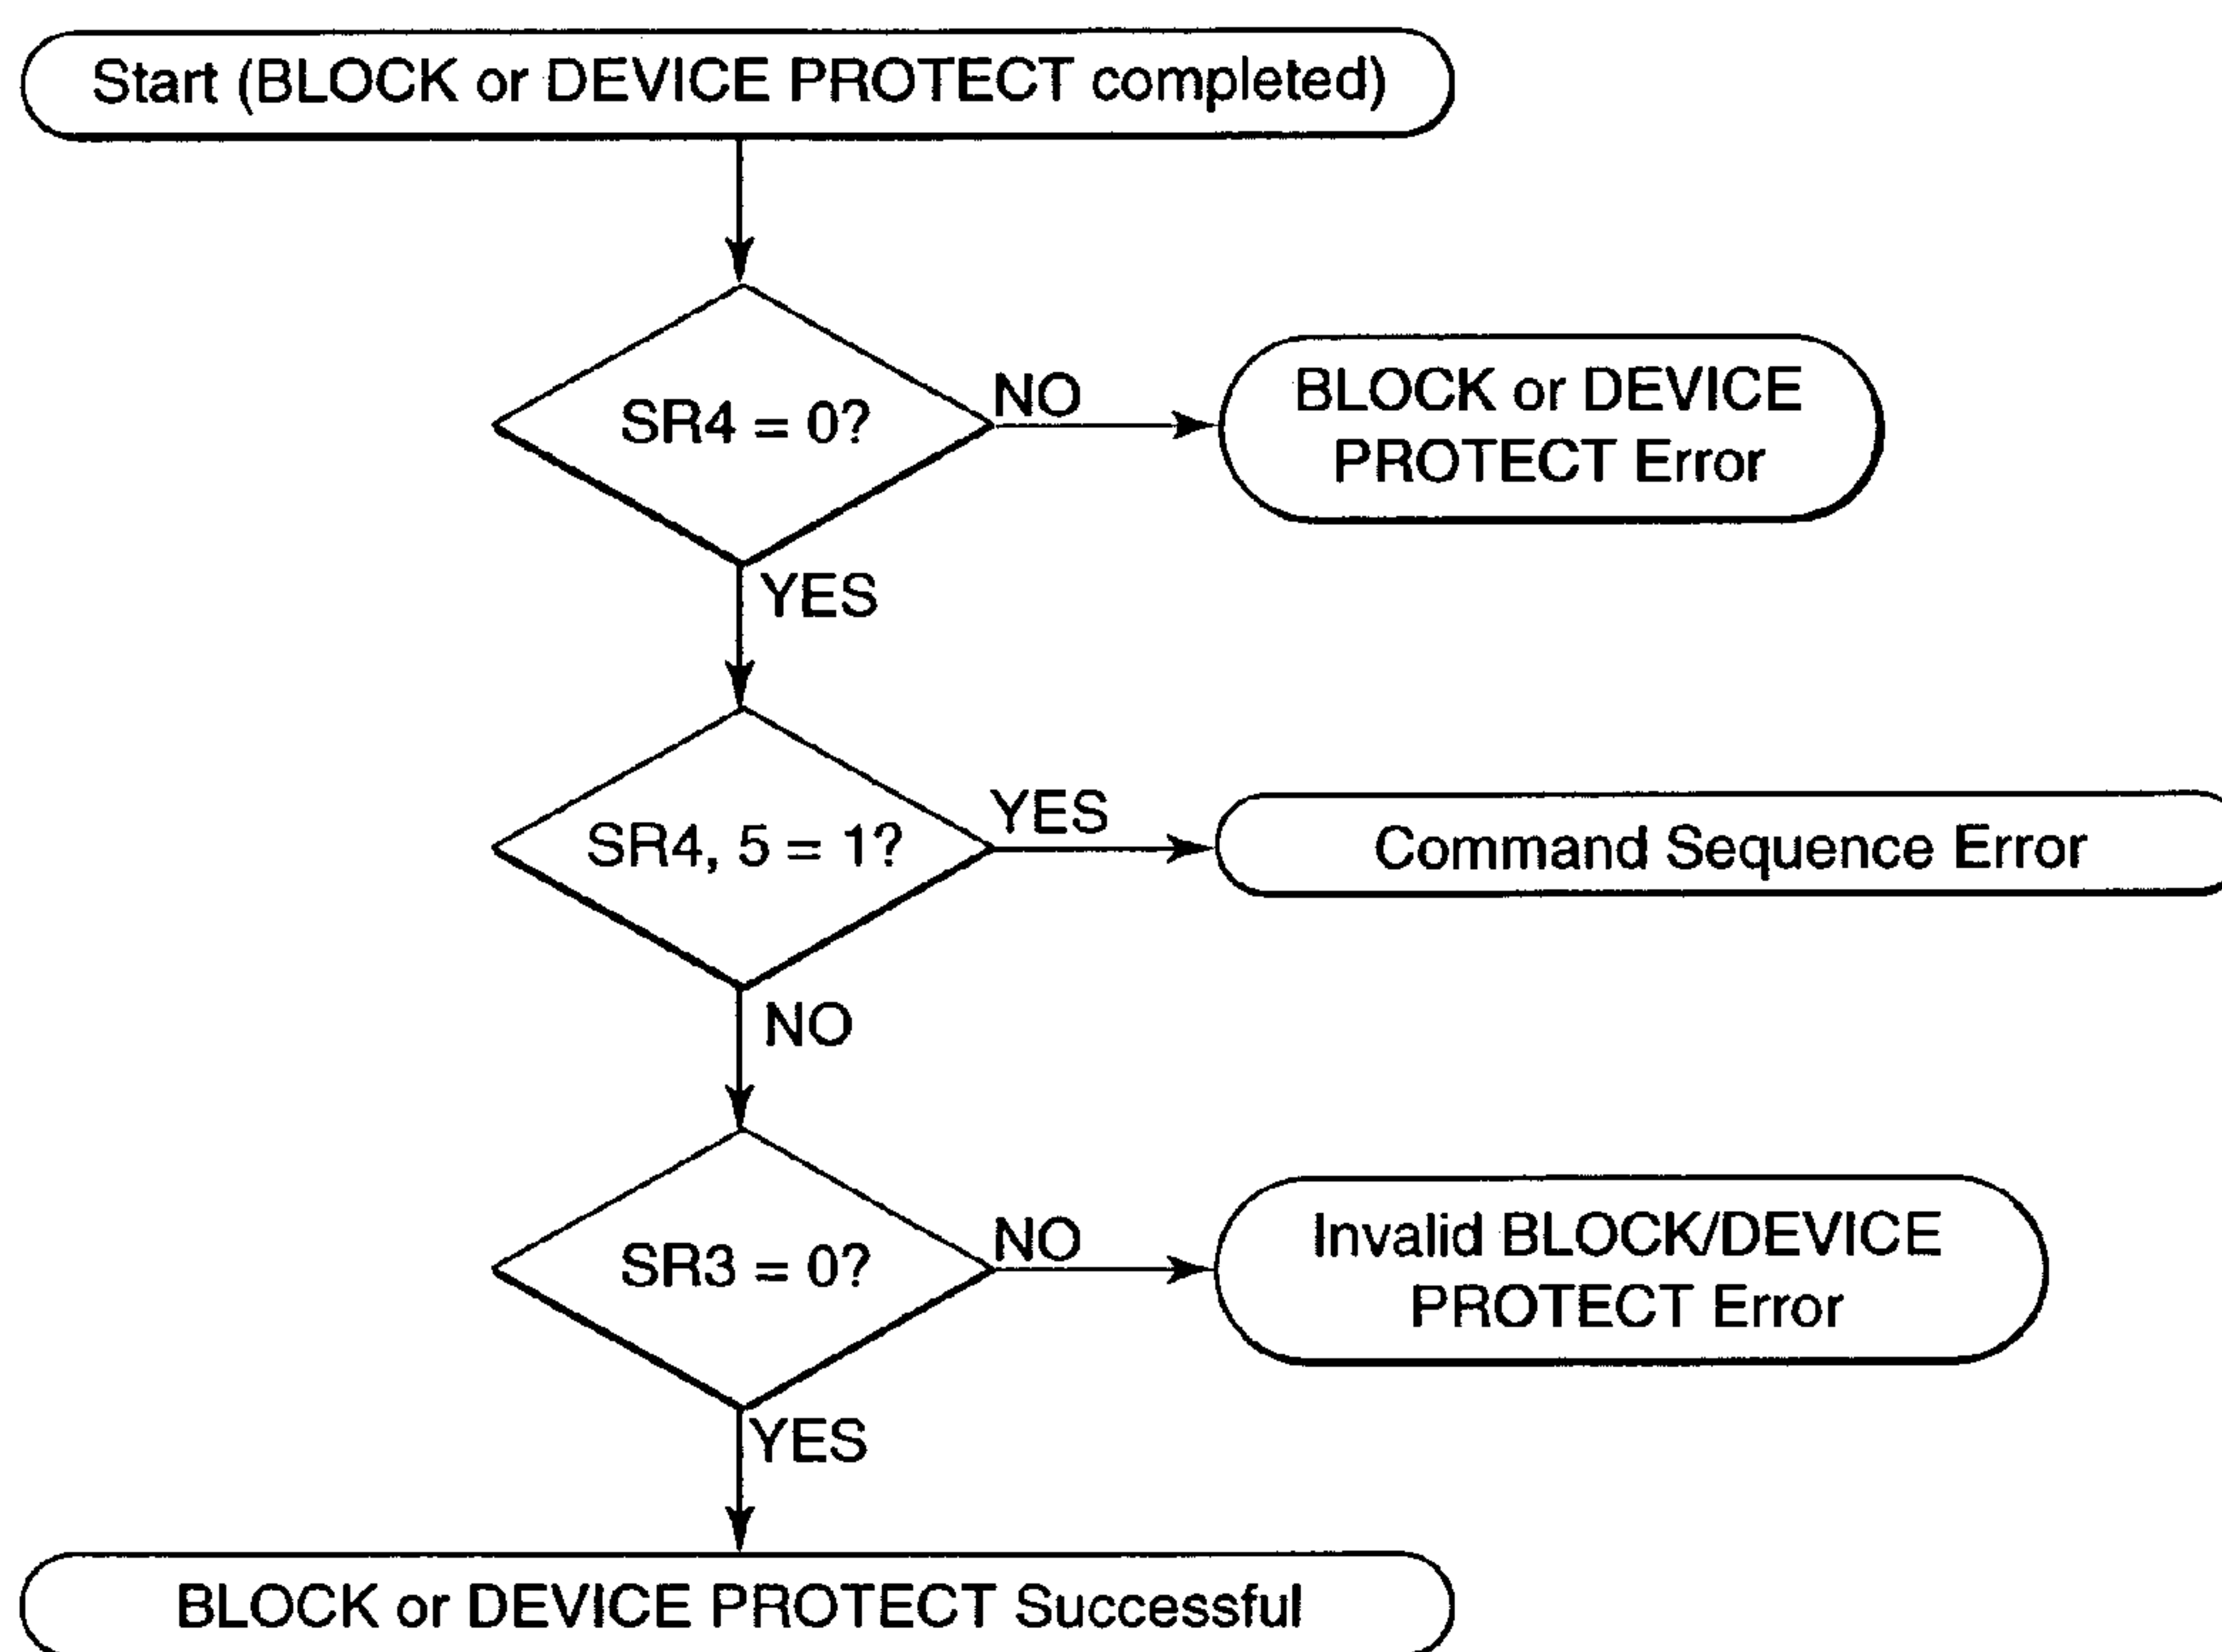 Start (BLOCK or DEVICE PROTECT completed)
SR4 = 0?
NO
BLOCK or DEVICE
PROTECT Error
YES
SR4, 5 = 1?
YES
Command Sequence Error
NO
SR3 = 0?
NO
Invalid BLOCK/DEVICE
PROTECT Error
YES
BLOCK or DEVICE PROTECT Successful